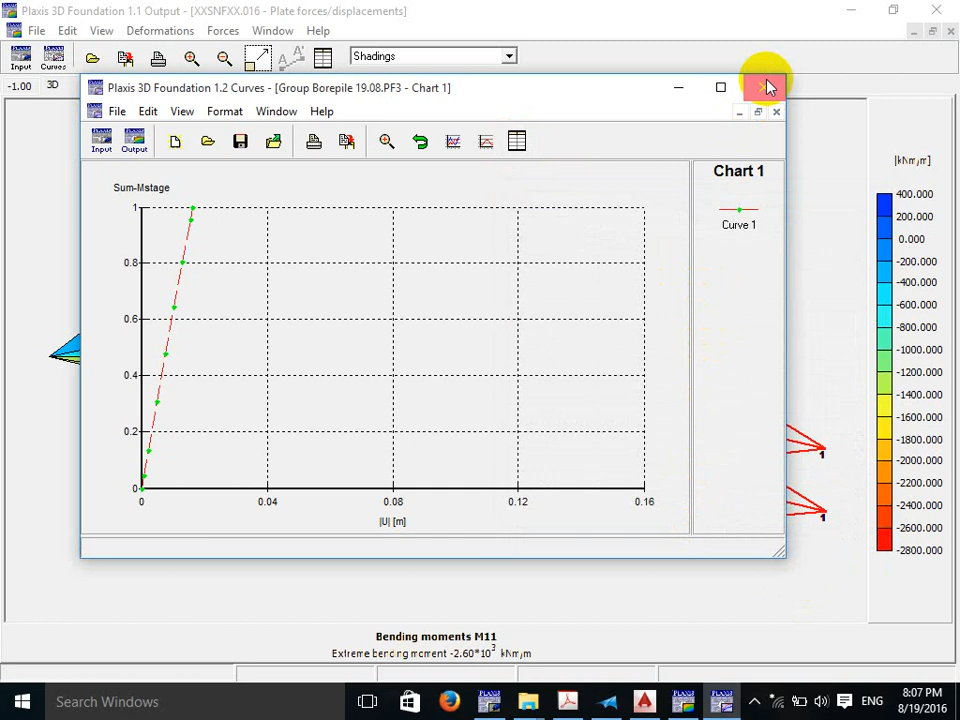 Plaxis 3D Foundation 1.1 Output - [XXSNFXX.016 - Plate forces/displacements]
File Edit View Deformations Forces Window Help
Input Curves Shadings
-1.00 3D
Plaxis 3D Foundation 1.2 Curves - [Group Borepile 19.08.PF3 - Chart 1]
File Edit View Format Window Help
Input Output
Chart 1
Curve 1
Sum-Mstage
1
0.8
0.6
0.4
0.2
0
0 0.04 0.08 0.12 0.16
|U| [m]
[kNm/m]
400.000
200.000
0.000
-200.000
-400.000
-600.000
-800.000
-1000.000
-1200.000
-1400.000
-1600.000
-1800.000
-2000.000
-2200.000
-2400.000
-2600.000
-2800.000
1
1
Bending moments M11
Extreme bending moment -2.60*10³ kNm/m
Search Windows
ENG
8:07 PM
8/19/2016